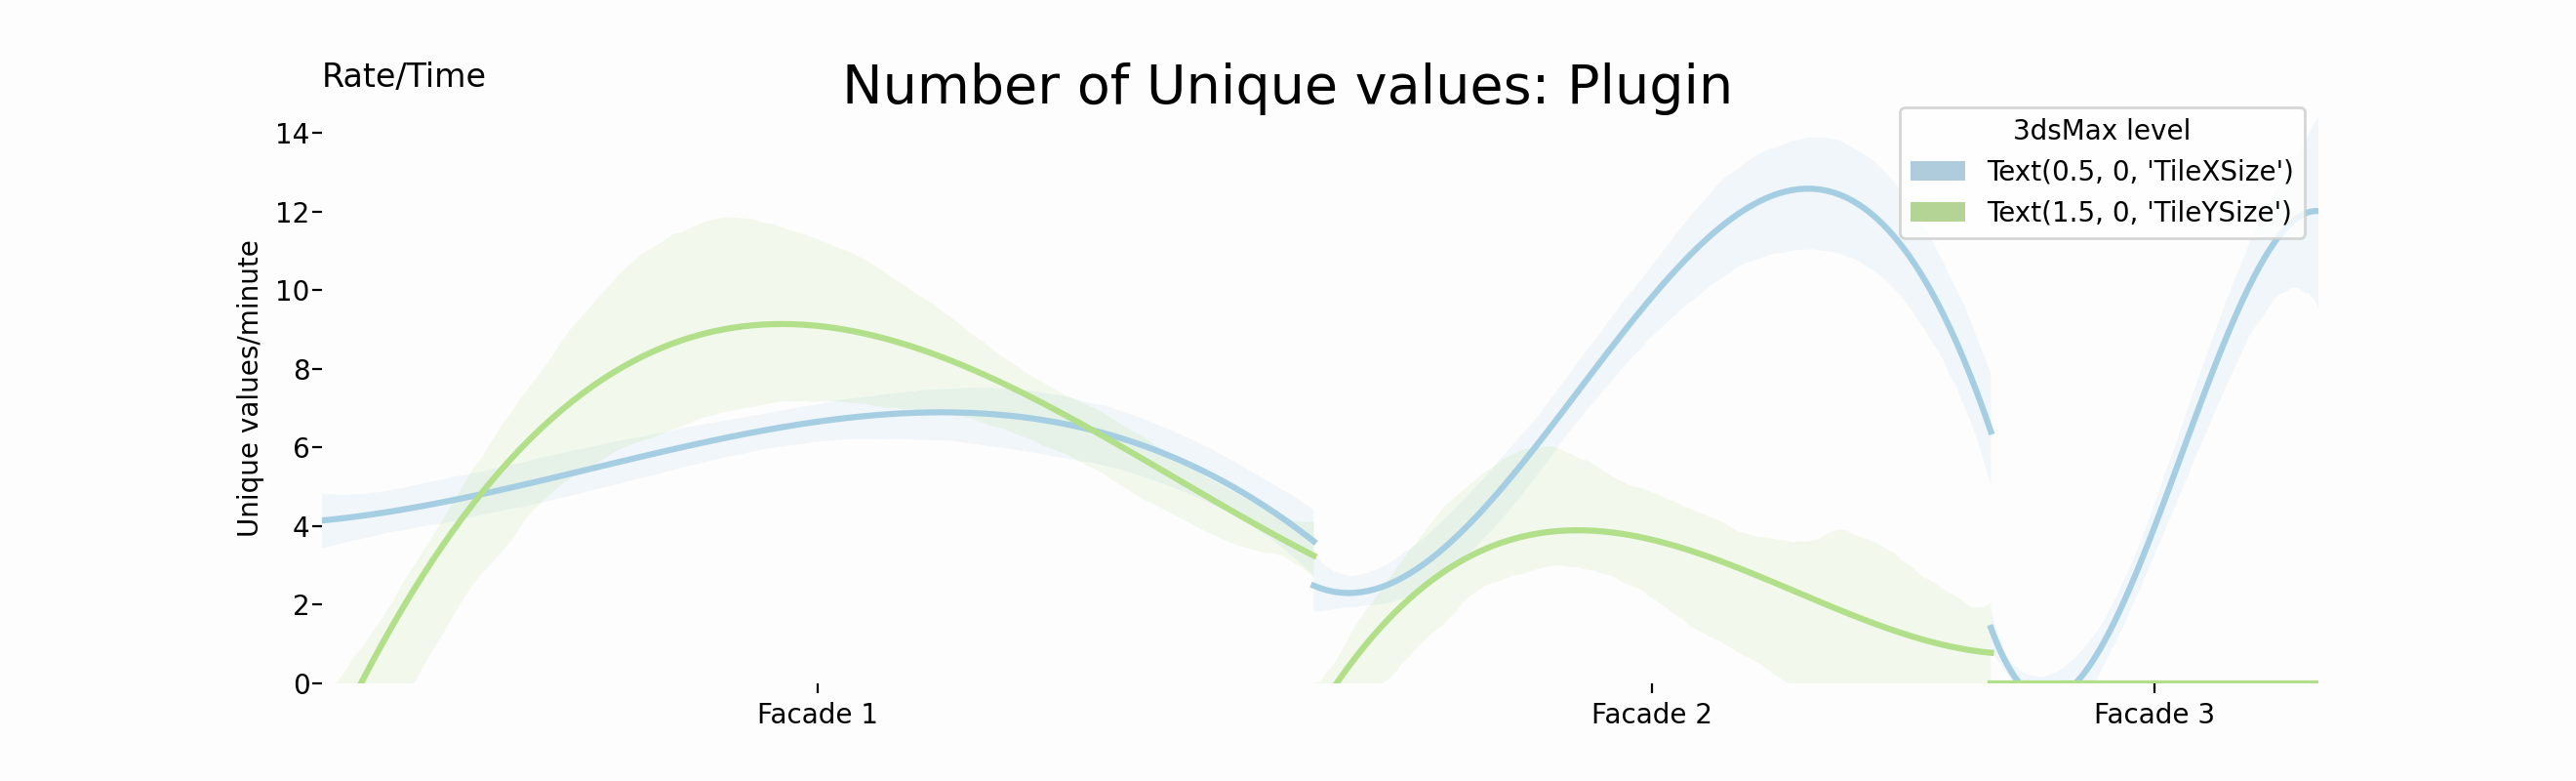 Rate/Time
Number of Unique values: Plugin
3dsMax level
Text(0.5, 0, 'TileXSize')
Text(1.5, 0, 'TileYSize')
Unique values/minute
14
12
10
8
6
4
2
0
Facade 1
Facade 2
Facade 3